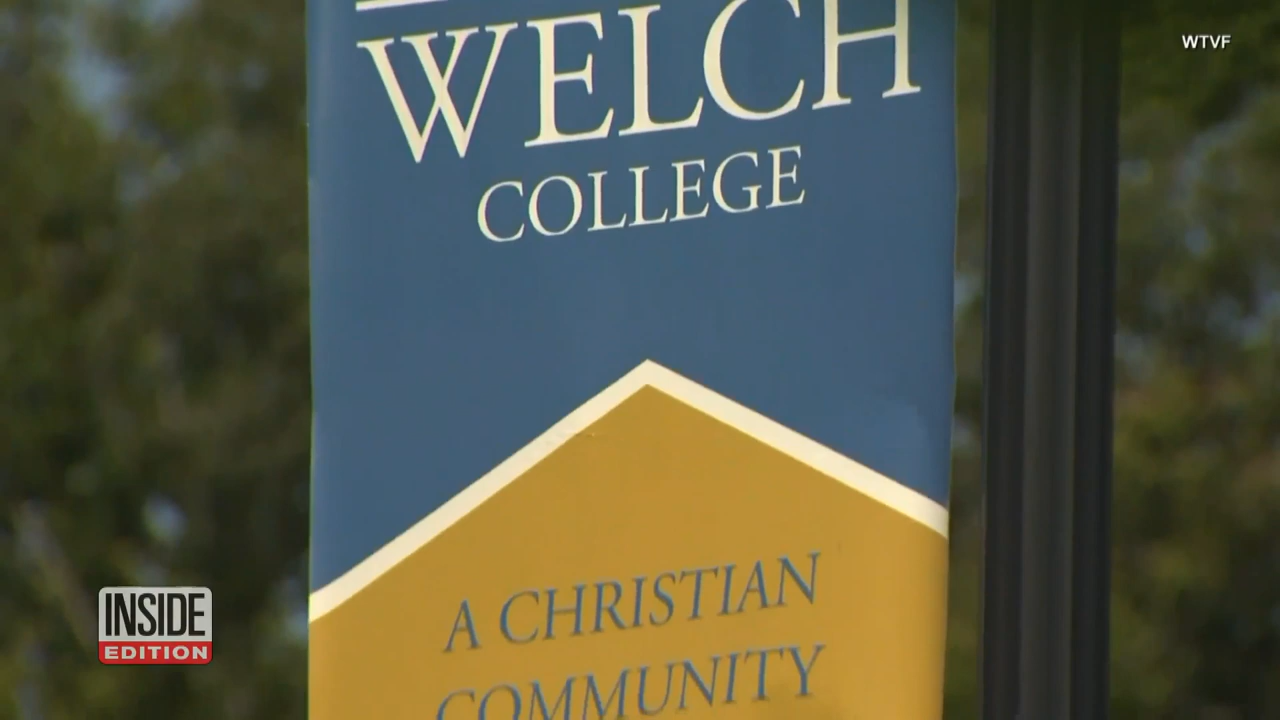 WTVF
WELCH
COLLEGE
A CHRISTIAN
COMMUNITY
INSIDE
EDITION